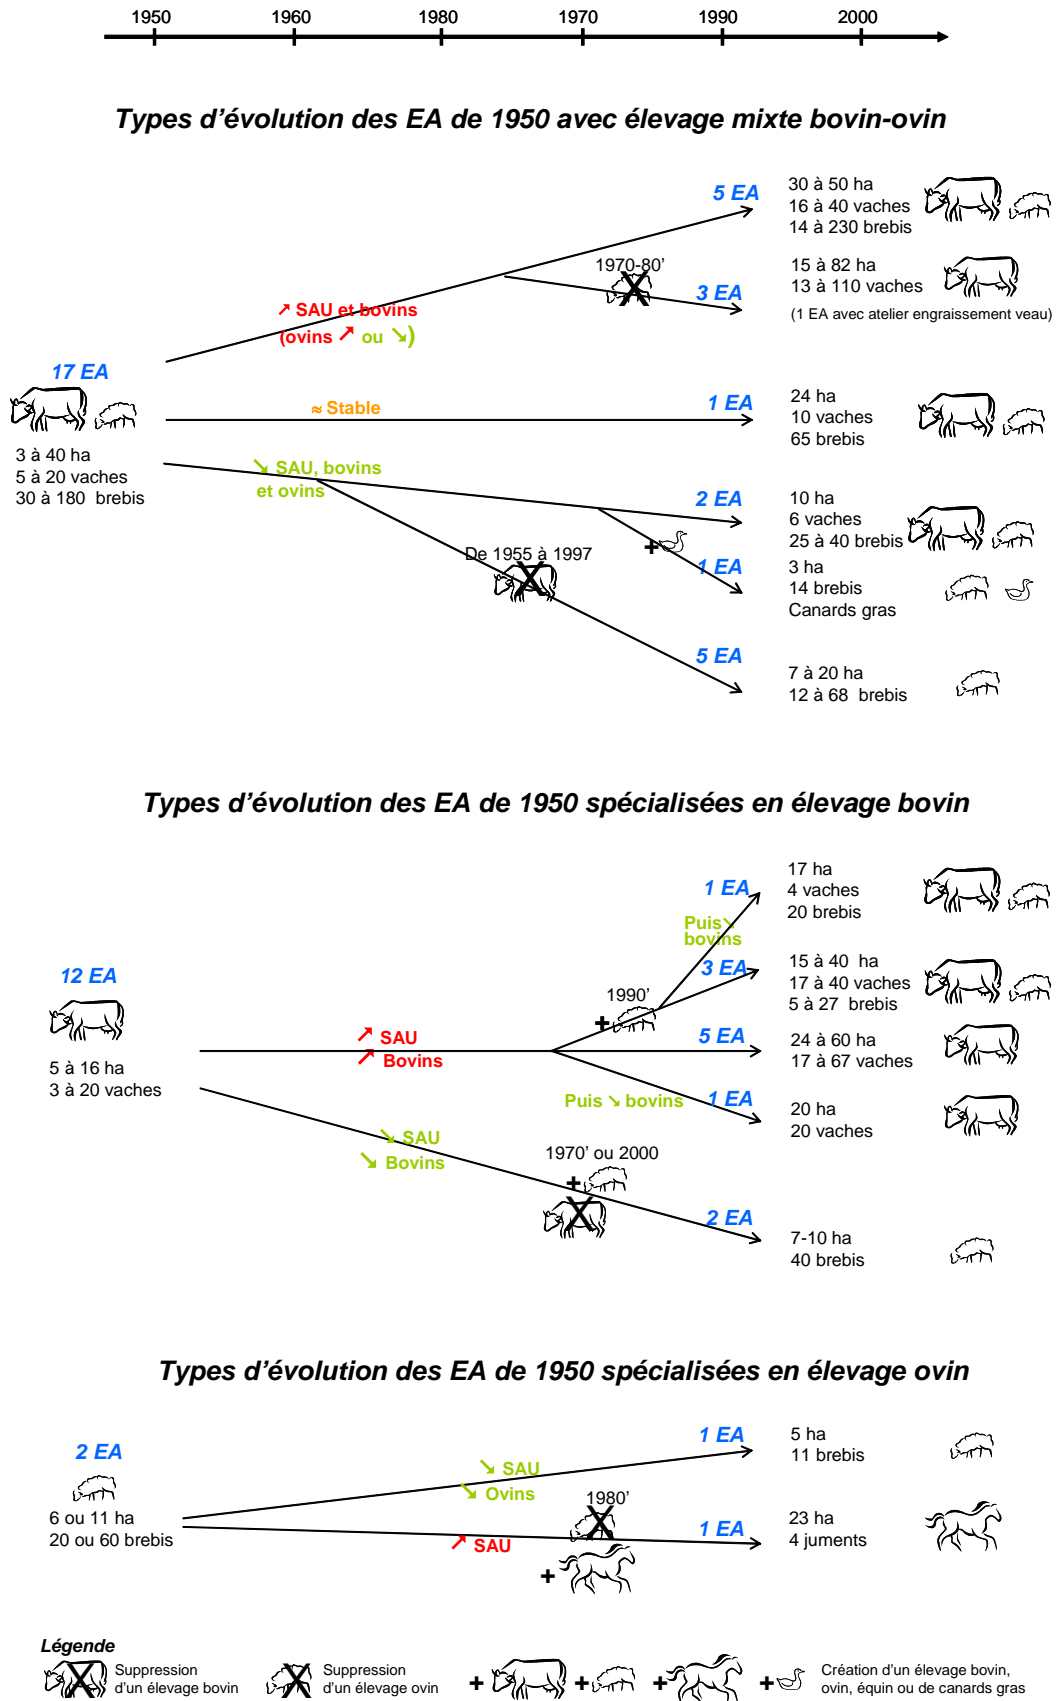 1950 1960 1980 1970 1990 2000
Types d'évolution des EA de 1950 avec élevage mixte bovin-ovin
5 EA
30 à 50 ha
16 à 40 vaches
14 à 230 brebis
1970-80'
3 EA
15 à 82 ha
13 à 110 vaches
(1 EA avec atelier engraissement veau)
↗ SAU et bovins
(ovins ↗ ou ↘)
17 EA
3 à 40 ha
5 à 20 vaches
30 à 180 brebis
≈ Stable
1 EA
24 ha
10 vaches
65 brebis
↘ SAU, bovins
et ovins
2 EA
10 ha
6 vaches
25 à 40 brebis
De 1955 à 1997
+
1 EA
3 ha
14 brebis
Canards gras
5 EA
7 à 20 ha
12 à 68 brebis
Types d'évolution des EA de 1950 spécialisées en élevage bovin
1 EA
17 ha
4 vaches
20 brebis
Puis ↘
bovins
12 EA
5 à 16 ha
3 à 20 vaches
3 EA
15 à 40 ha
17 à 40 vaches
5 à 27 brebis
1990'
+
↗ SAU
↗ Bovins
5 EA
24 à 60 ha
17 à 67 vaches
Puis ↘ bovins
1 EA
20 ha
20 vaches
↘ SAU
↘ Bovins
1970' ou 2000
+
2 EA
7-10 ha
40 brebis
Types d'évolution des EA de 1950 spécialisées en élevage ovin
2 EA
6 ou 11 ha
20 ou 60 brebis
1 EA
5 ha
11 brebis
↘ SAU
↘ Ovins
1980'
↗ SAU
+
1 EA
23 ha
4 juments
Légende
Suppression
d'un élevage bovin
Suppression
d'un élevage ovin
+ + + +
Création d'un élevage bovin,
ovin, équin ou de canards gras